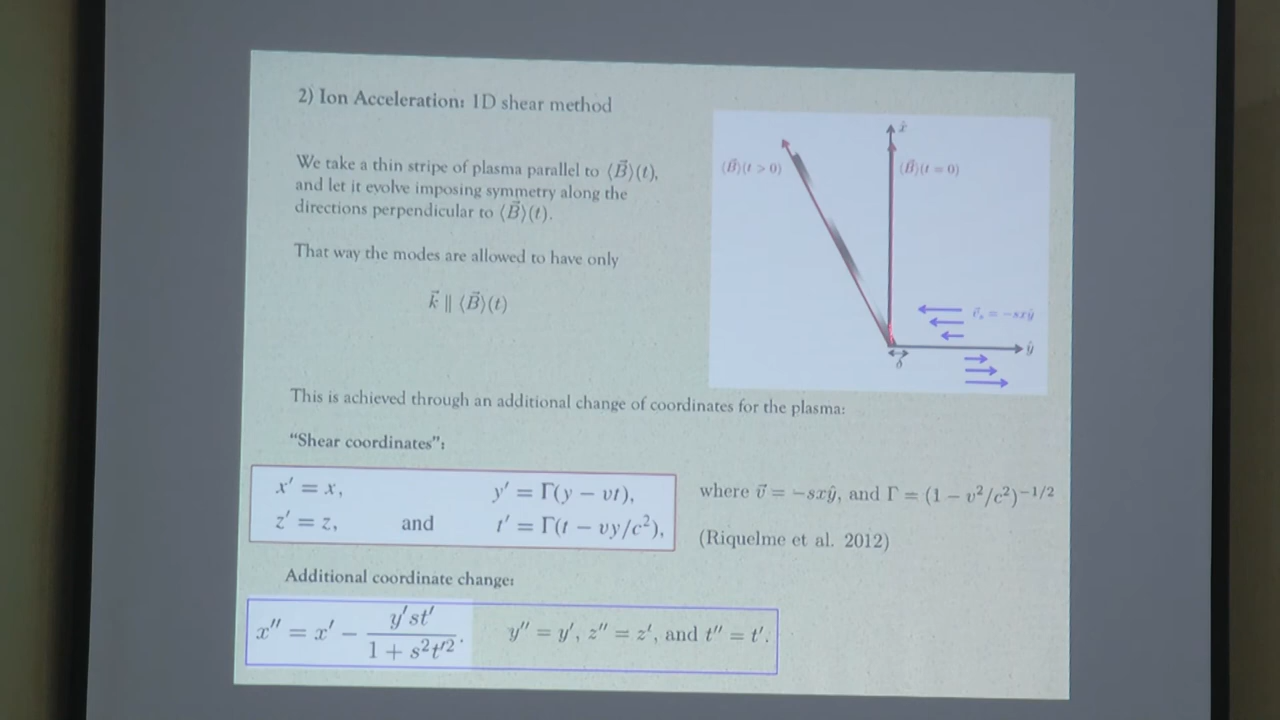 2) Ion Acceleration: 1D shear method
We take a thin stripe of plasma parallel to ⟨B⃗⟩(t),
and let it evolve imposing symmetry along the
directions perpendicular to ⟨B⃗⟩(t).
That way the modes are allowed to have only
k⃗ ∥ ⟨B⃗⟩(t)
x̂
⟨B⃗⟩(t > 0)
⟨B⃗⟩(t = 0)
v⃗ₛ = −sxŷ
ŷ
δ
This is achieved through an additional change of coordinates for the plasma:
“Shear coordinates”:
x′ = x, y′ = Γ(y − vt),
z′ = z, and t′ = Γ(t − vy/c²),
where v⃗ = −sxŷ, and Γ = (1 − v²/c²)^−1/2
(Riquelme et al. 2012)
Additional coordinate change:
x″ = x′ − y′st′ / 1 + s²t′². y″ = y′, z″ = z′, and t″ = t′.